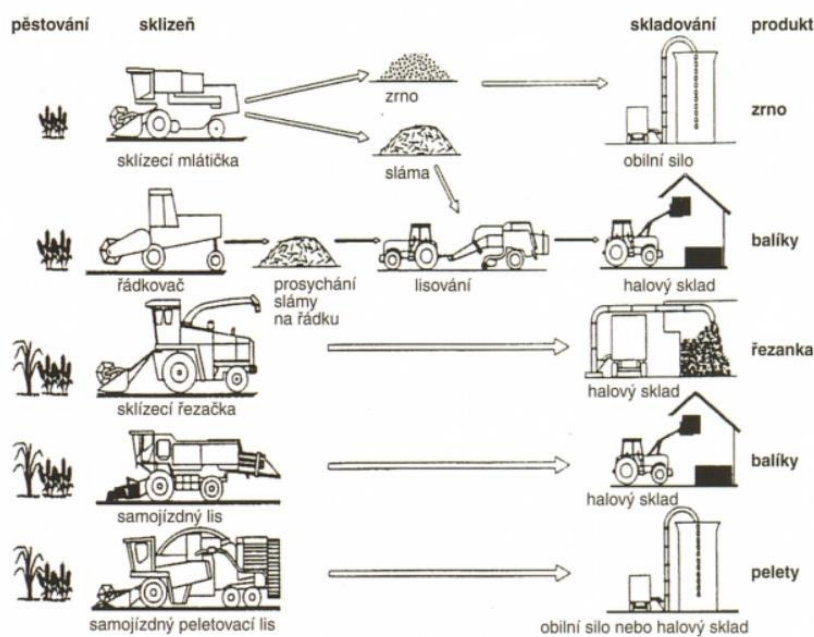 pěstování sklizeň skladování produkt
zrno
zrno
sklízecí mlátička
sláma
obilní silo
balíky
řádkovač
prosychání
slámy
na řádku
lisování
halový sklad
řezanka
sklízecí řezačka
halový sklad
balíky
samojízdný lis
halový sklad
pelety
samojízdný peletovací lis
obilní silo nebo halový sklad